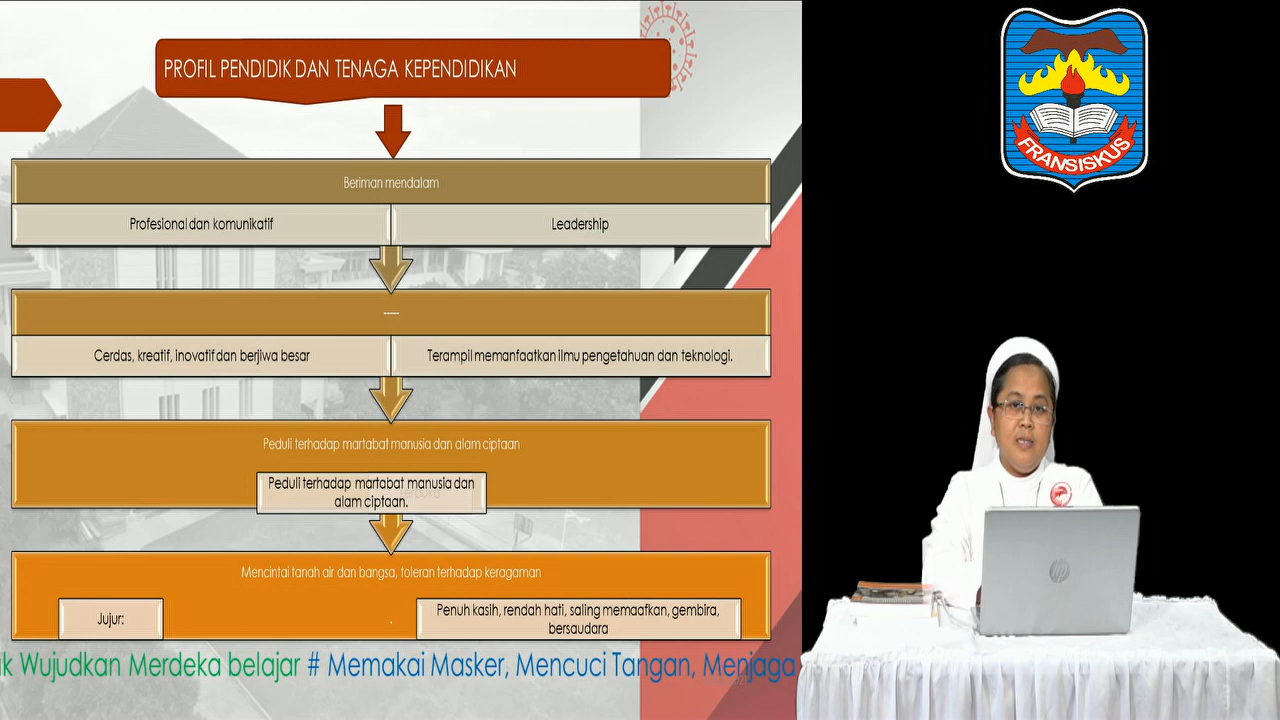 PROFIL PENDIDIK DAN TENAGA KEPENDIDIKAN
Beriman mendalam
Profesional dan komunikatif
Leadership
-----
Cerdas, kreatif, inovatif dan berjiwa besar
Terampil memanfaatkan ilmu pengetahuan dan teknologi.
Peduli terhadap martabat manusia dan alam ciptaan
Peduli terhadap martabat manusia dan
alam ciptaan.
Mencintai tanah air dan bangsa, toleran terhadap keragaman
Jujur:
.
Penuh kasih, rendah hati, saling memaafkan, gembira,
bersaudara
k Wujudkan Merdeka belajar # Memakai Masker, Mencuci Tangan, Menjaga
FRANSISKUS
hp